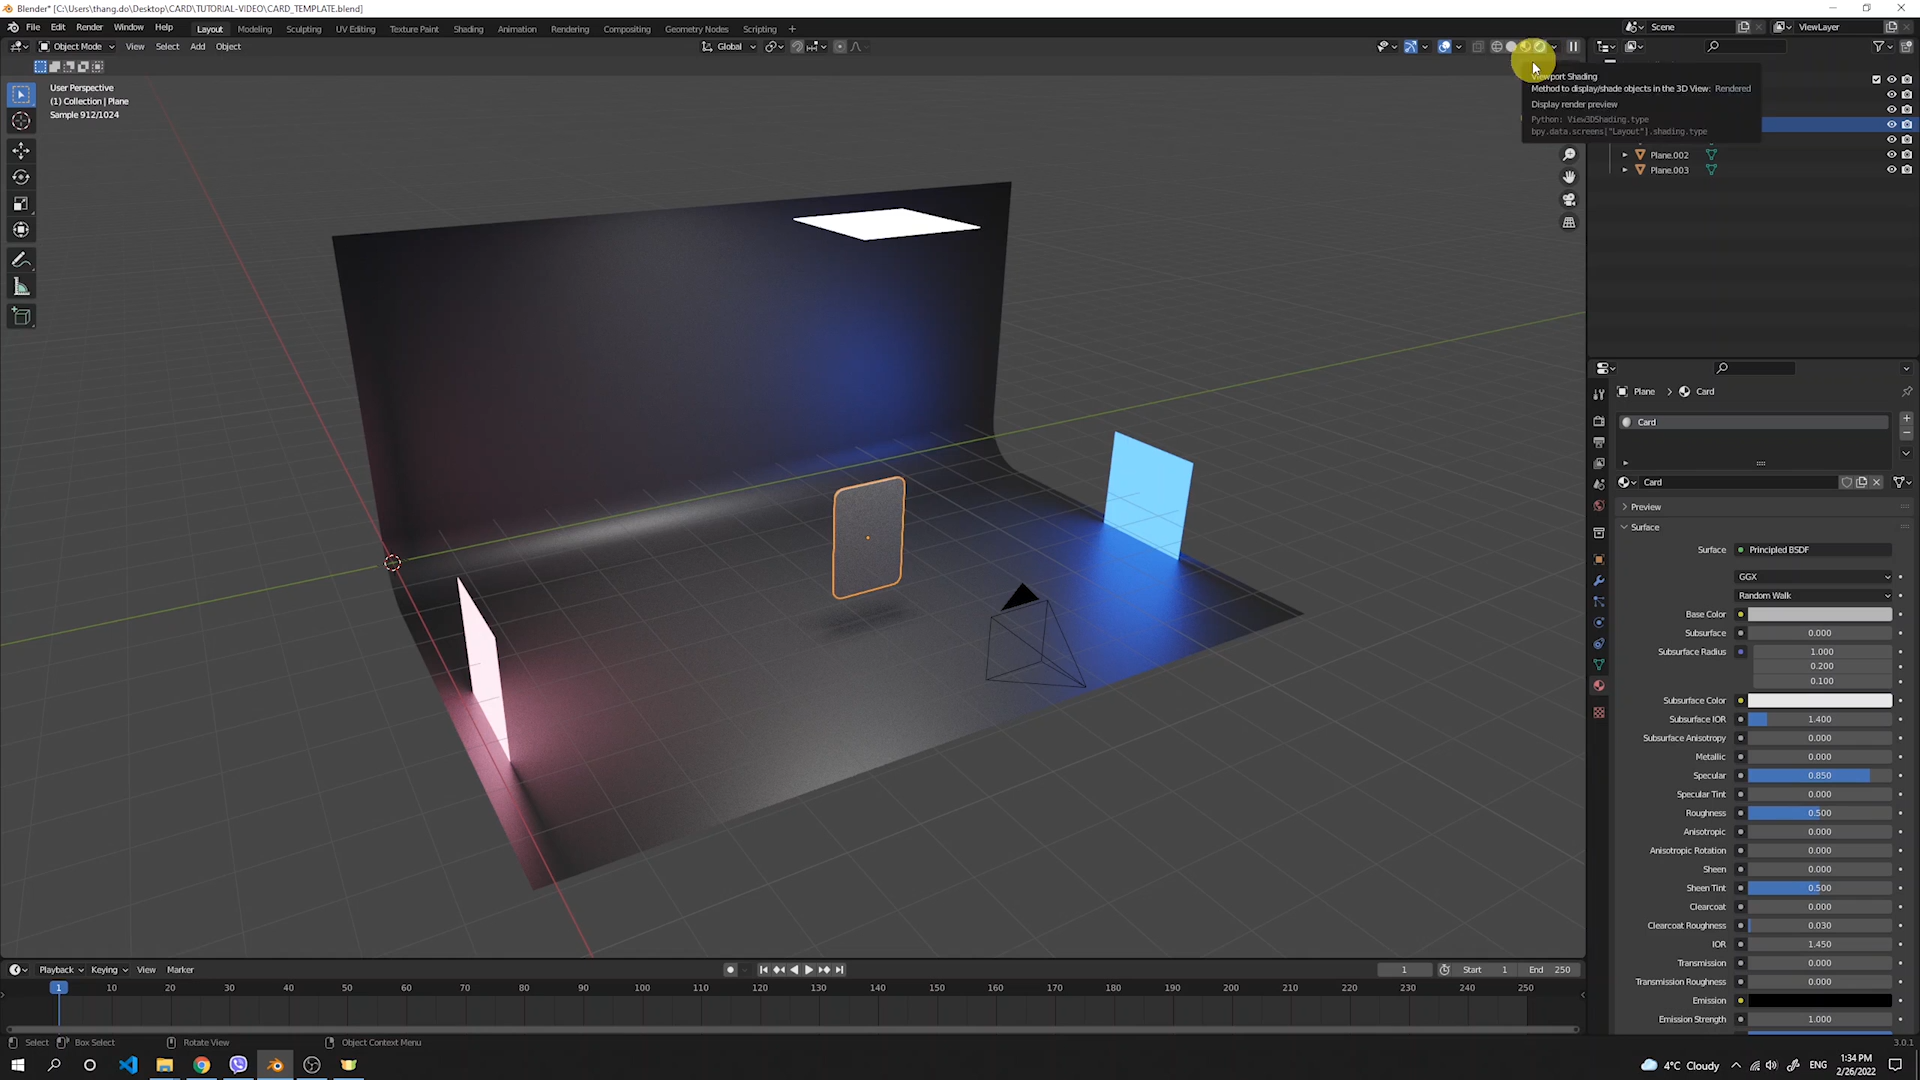 Blender* [C:\Users\thang.do\Desktop\CARD\TUTORIAL-VIDEO\CARD_TEMPLATE.blend]
File Edit Render Window Help Layout Modeling Sculpting UV Editing Texture Paint Shading Animation Rendering Compositing Geometry Nodes Scripting + Scene ViewLayer
Object Mode View Select Add Object Global
User Perspective
(1) Collection | Plane
Sample 912/1024
Viewport Shading
Method to display/shade objects in the 3D View: Rendered
Display render preview
Python: View3DShading.type
bpy.data.screens["Layout"].shading.type
Plane.002
Plane.003
Plane > Card
Card
Card
Preview
Surface
Surface Principled BSDF
GGX
Random Walk
Base Color
Subsurface 0.000
Subsurface Radius 1.000
0.200
0.100
Subsurface Color
Subsurface IOR 1.400
Subsurface Anisotropy 0.000
Metallic 0.000
Specular 0.850
Specular Tint 0.000
Roughness 0.500
Anisotropic 0.000
Anisotropic Rotation 0.000
Sheen 0.000
Sheen Tint 0.500
Clearcoat 0.000
Clearcoat Roughness 0.030
IOR 1.450
Transmission 0.000
Transmission Roughness 0.000
Emission
Emission Strength 1.000
Playback Keying View Marker 1 Start 1 End 250
1 10 20 30 40 50 60 70 80 90 100 110 120 130 140 150 160 170 180 190 200 210 220 230 240 250
Select Box Select Rotate View Object Context Menu 3.0.1
4°C Cloudy ENG 1:34 PM
2/26/2022